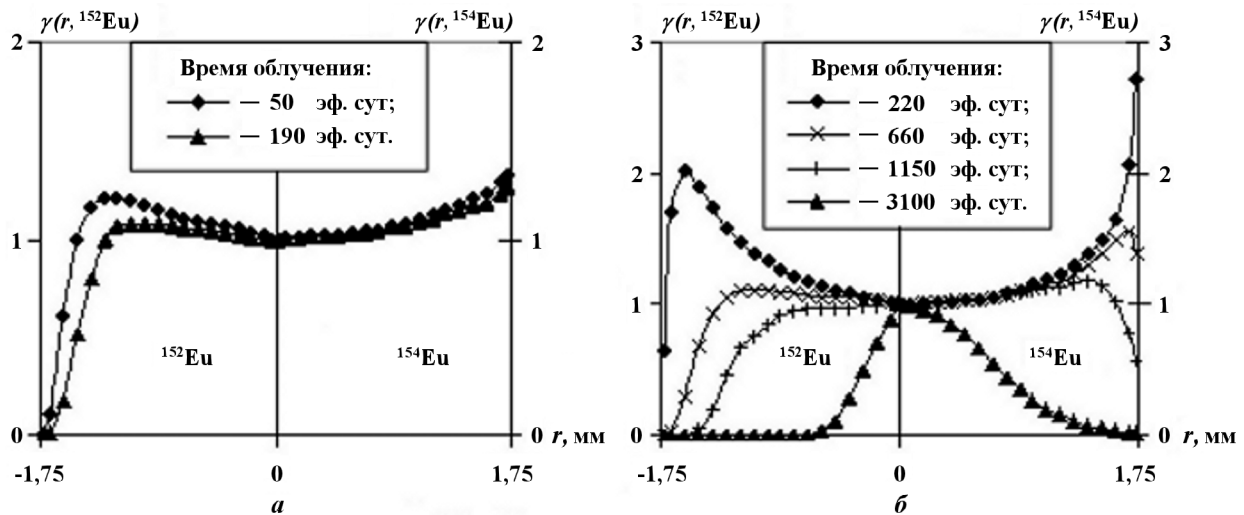 γ(r, ¹⁵²Eu) γ(r, ¹⁵⁴Eu)
2 2
Время облучения:
— 50 эф. сут;
— 190 эф. сут.
1 1
¹⁵²Eu ¹⁵⁴Eu
0 0 r, мм
-1,75 0 1,75
а
γ(r, ¹⁵²Eu) γ(r, ¹⁵⁴Eu)
3 3
Время облучения:
— 220 эф. сут;
— 660 эф. сут;
— 1150 эф. сут;
— 3100 эф. сут.
2 2
1 1
¹⁵²Eu ¹⁵⁴Eu
0 0 r, мм
-1,75 0 1,75
б